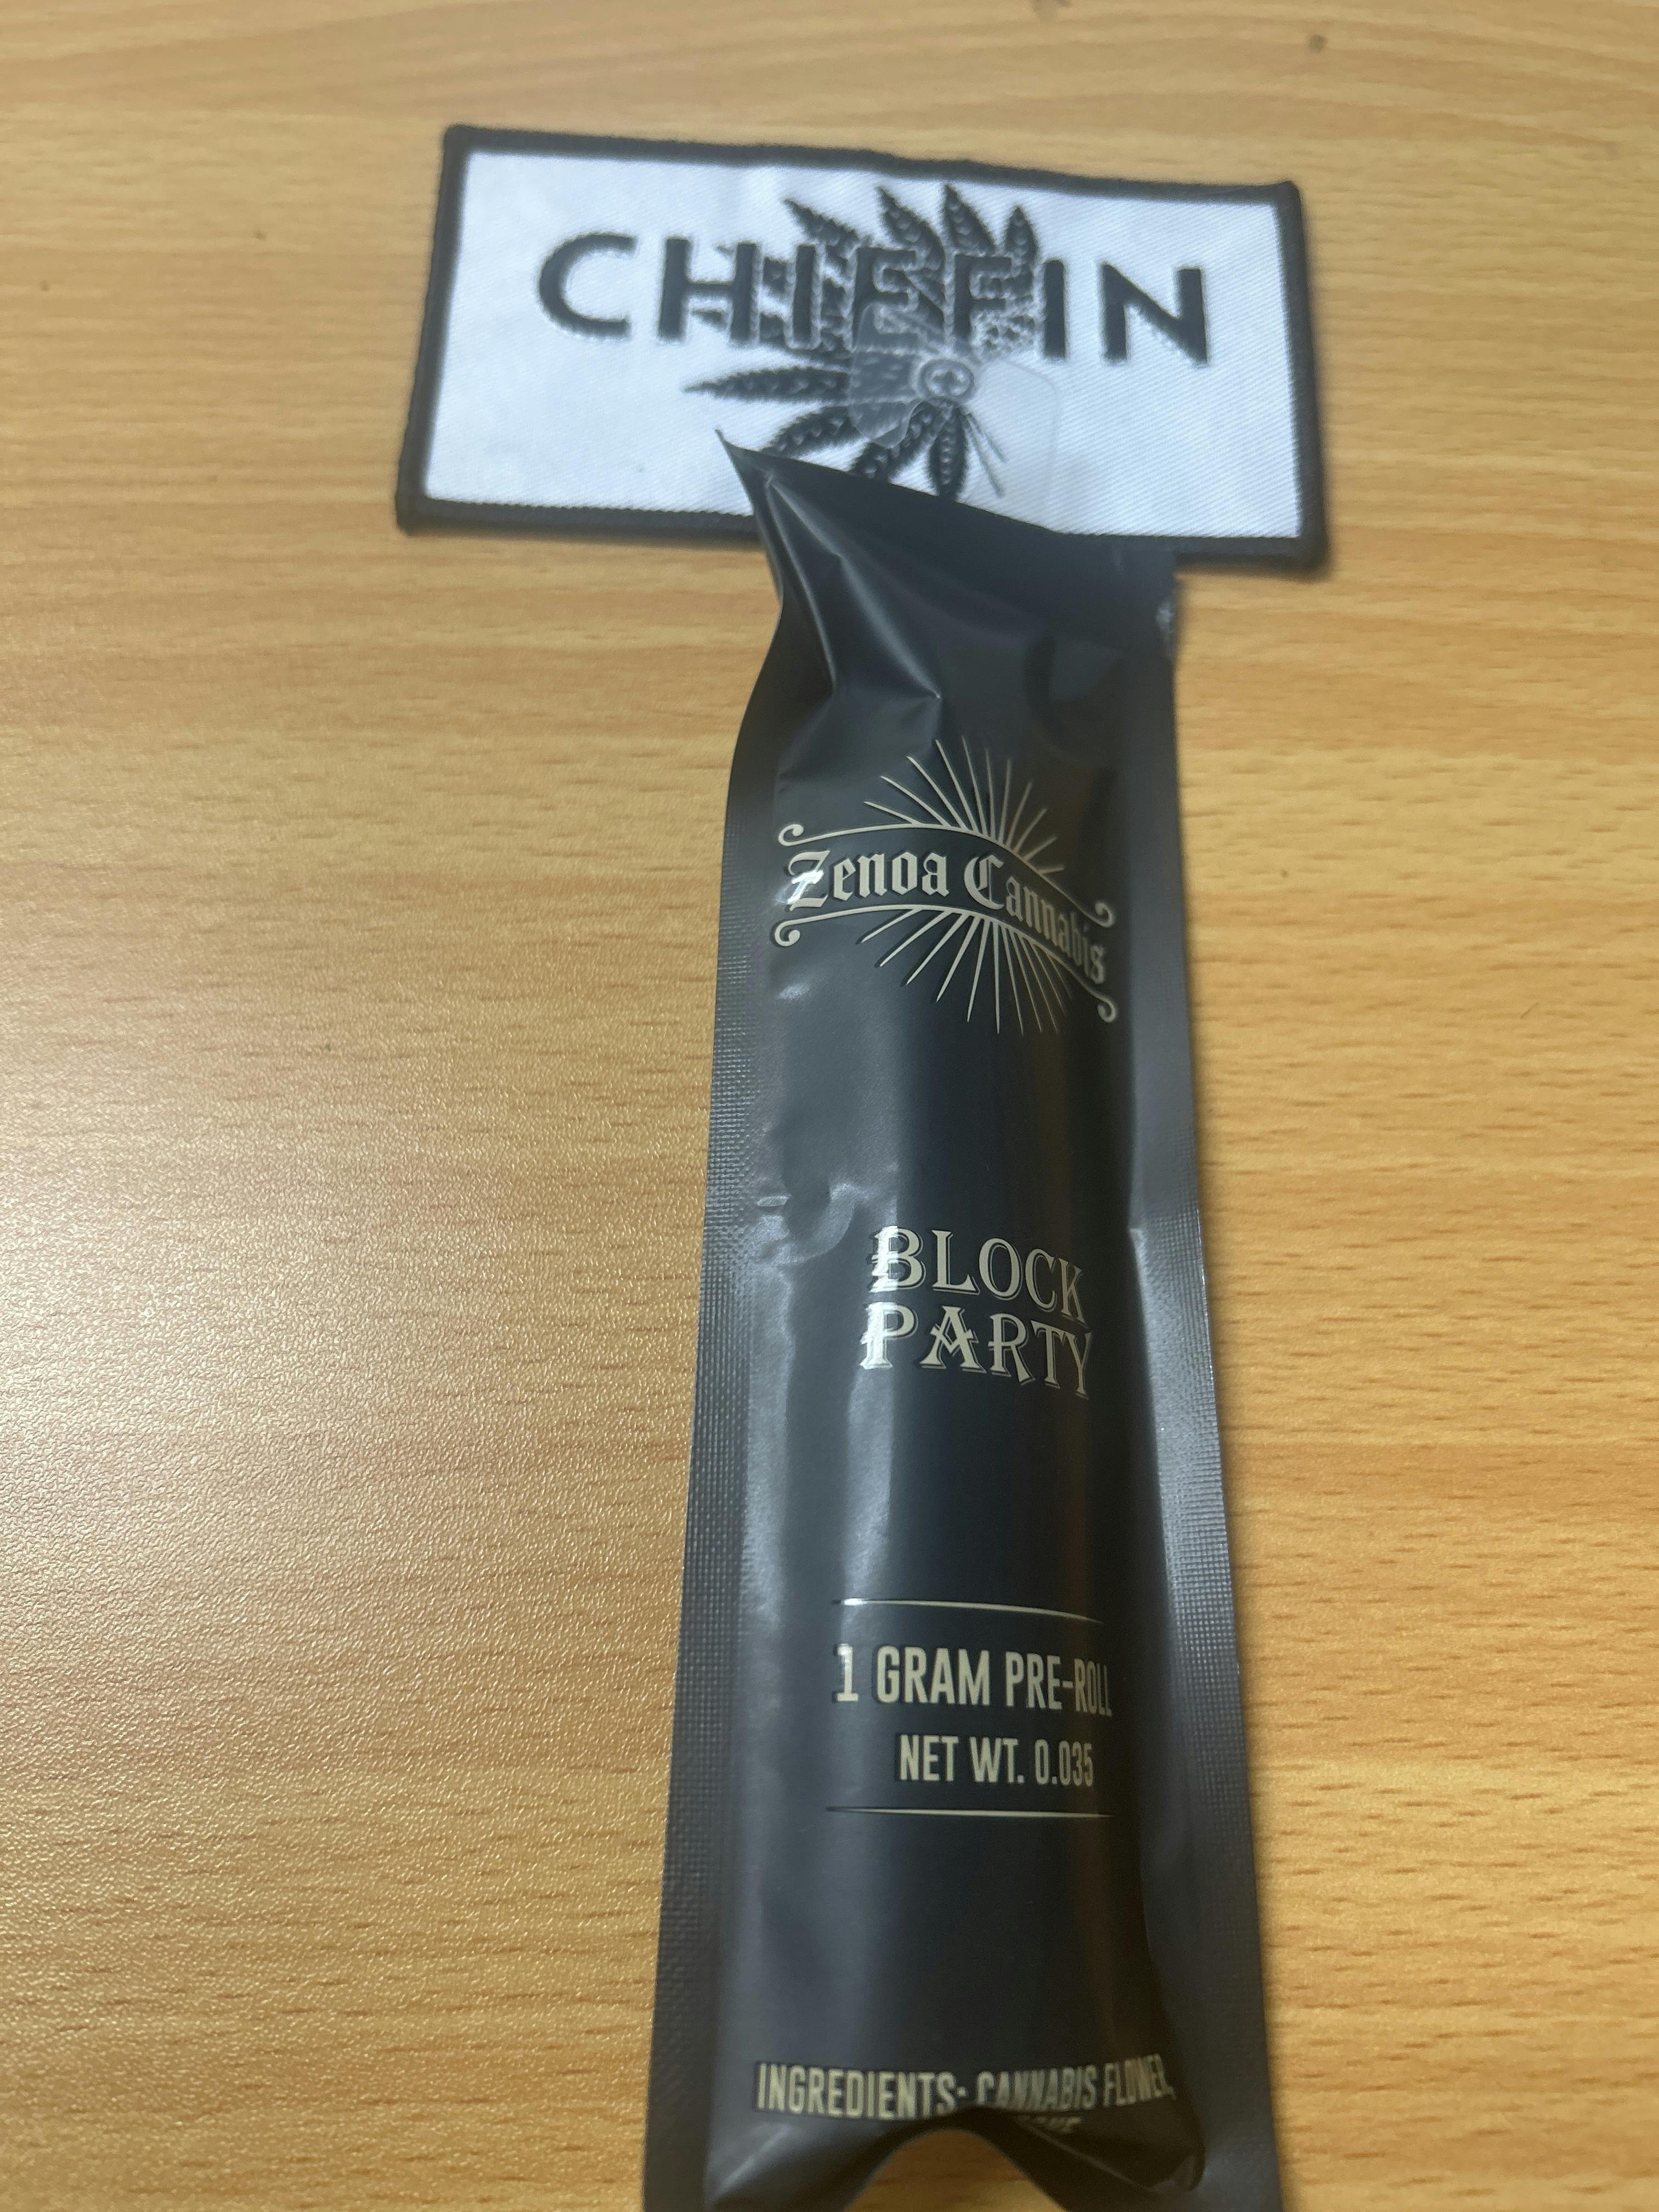 CHIEFIN
Zenoa Cannabis
BLOCK
PARTY
1 GRAM PRE-ROLL
NET WT. 0.035
INGREDIENTS: CANNABIS FLOWER,